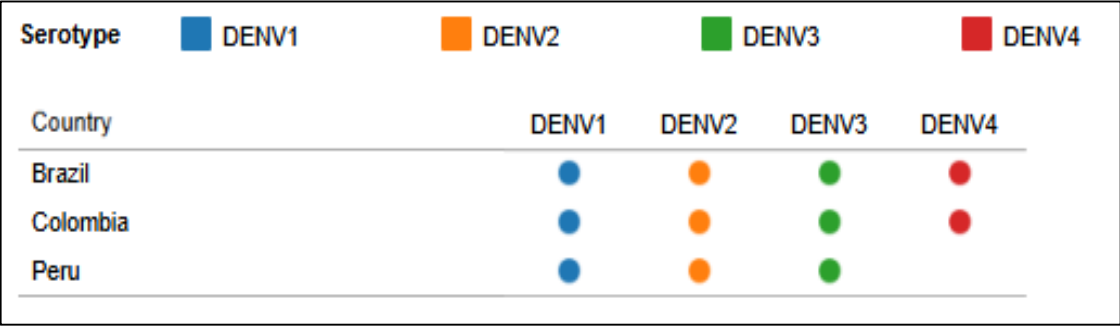 Serotype DENV1 DENV2 DENV3 DENV4
Country DENV1 DENV2 DENV3 DENV4
Brazil
Colombia
Peru